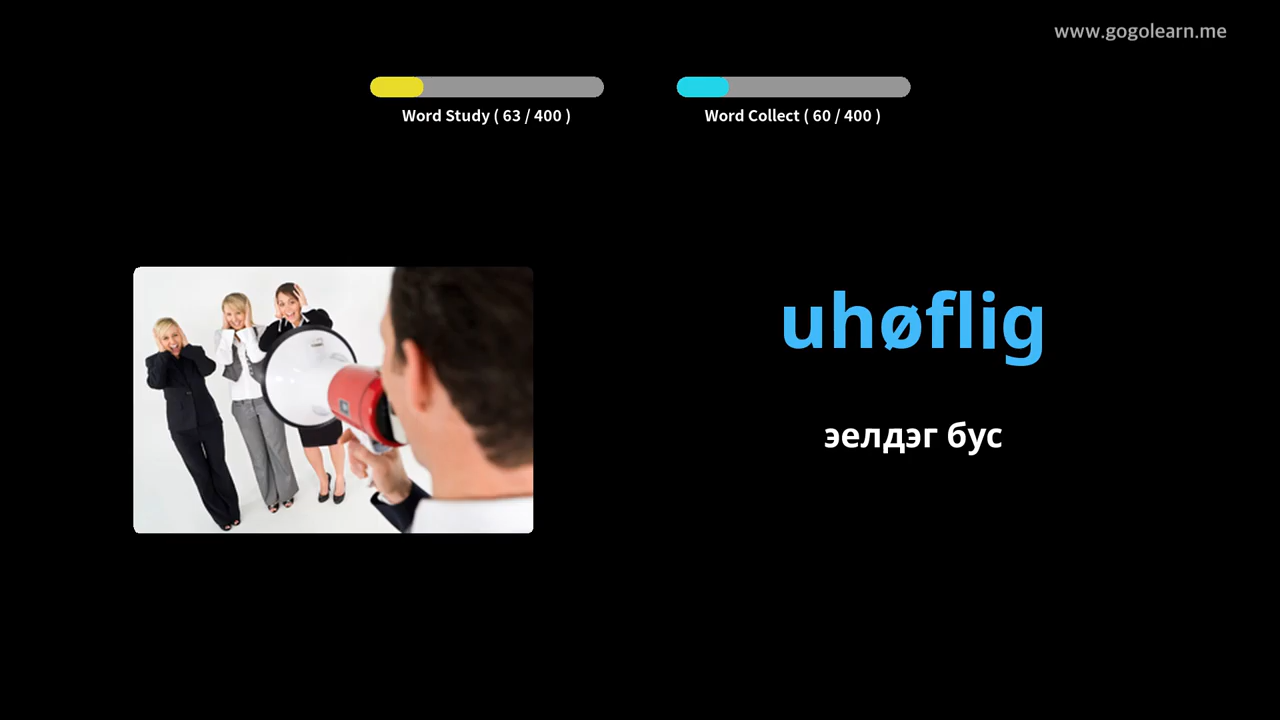 www.gogolearn.me
Word Study ( 63 / 400 )
Word Collect ( 60 / 400 )
uhøflig
эелдэг бус